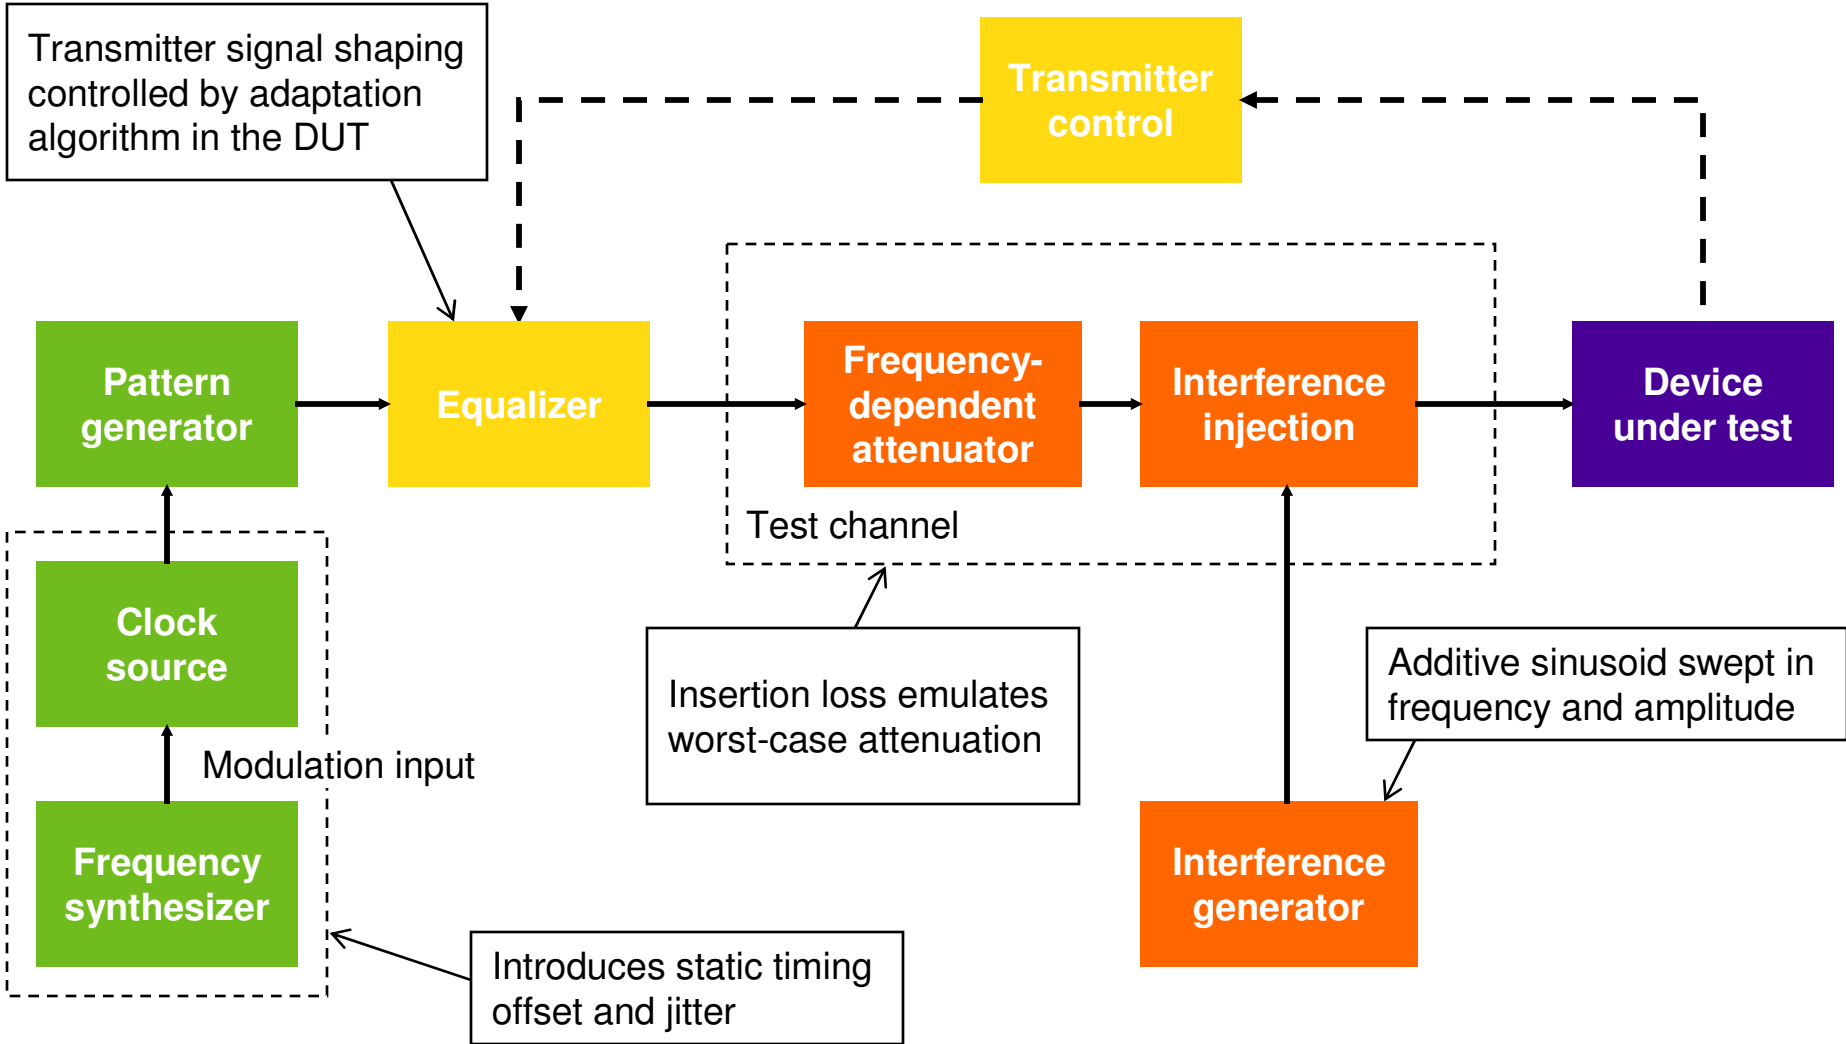 Transmitter signal shaping
controlled by adaptation
algorithm in the DUT
Transmitter
control
Pattern
generator
Equalizer
Frequency-
dependent
attenuator
Interference
injection
Device
under test
Test channel
Clock
source
Insertion loss emulates
worst-case attenuation
Additive sinusoid swept in
frequency and amplitude
Modulation input
Frequency
synthesizer
Interference
generator
Introduces static timing
offset and jitter